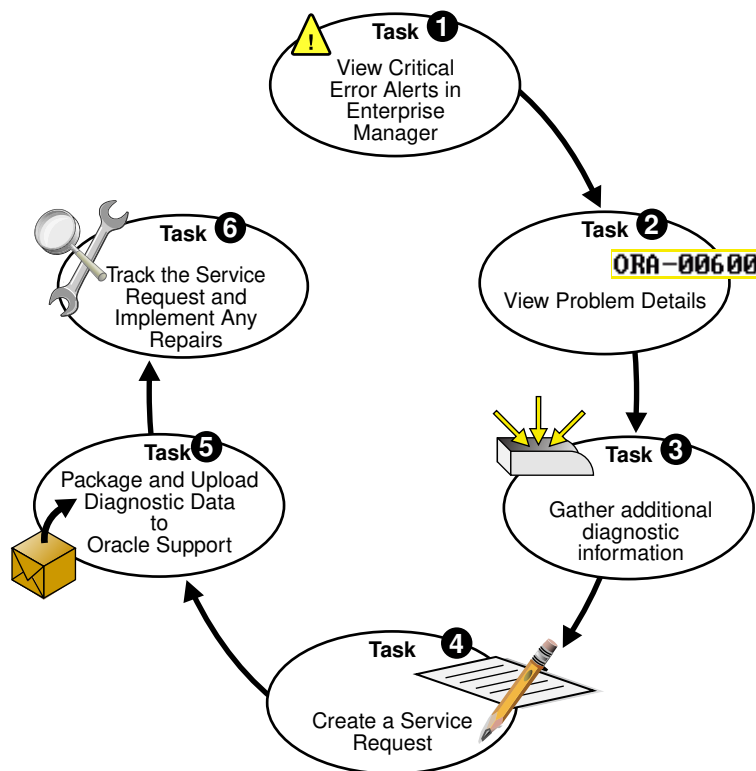 Task 1
!
View Critical
Error Alerts in
Enterprise
Manager
Task 2
ORA-00600
View Problem Details
Task 3
Gather additional
diagnostic
information
Task 4
Create a Service
Request
Task 5
Package and Upload
Diagnostic Data
to
Oracle Support
Task 6
Track the Service
Request and
Implement Any
Repairs